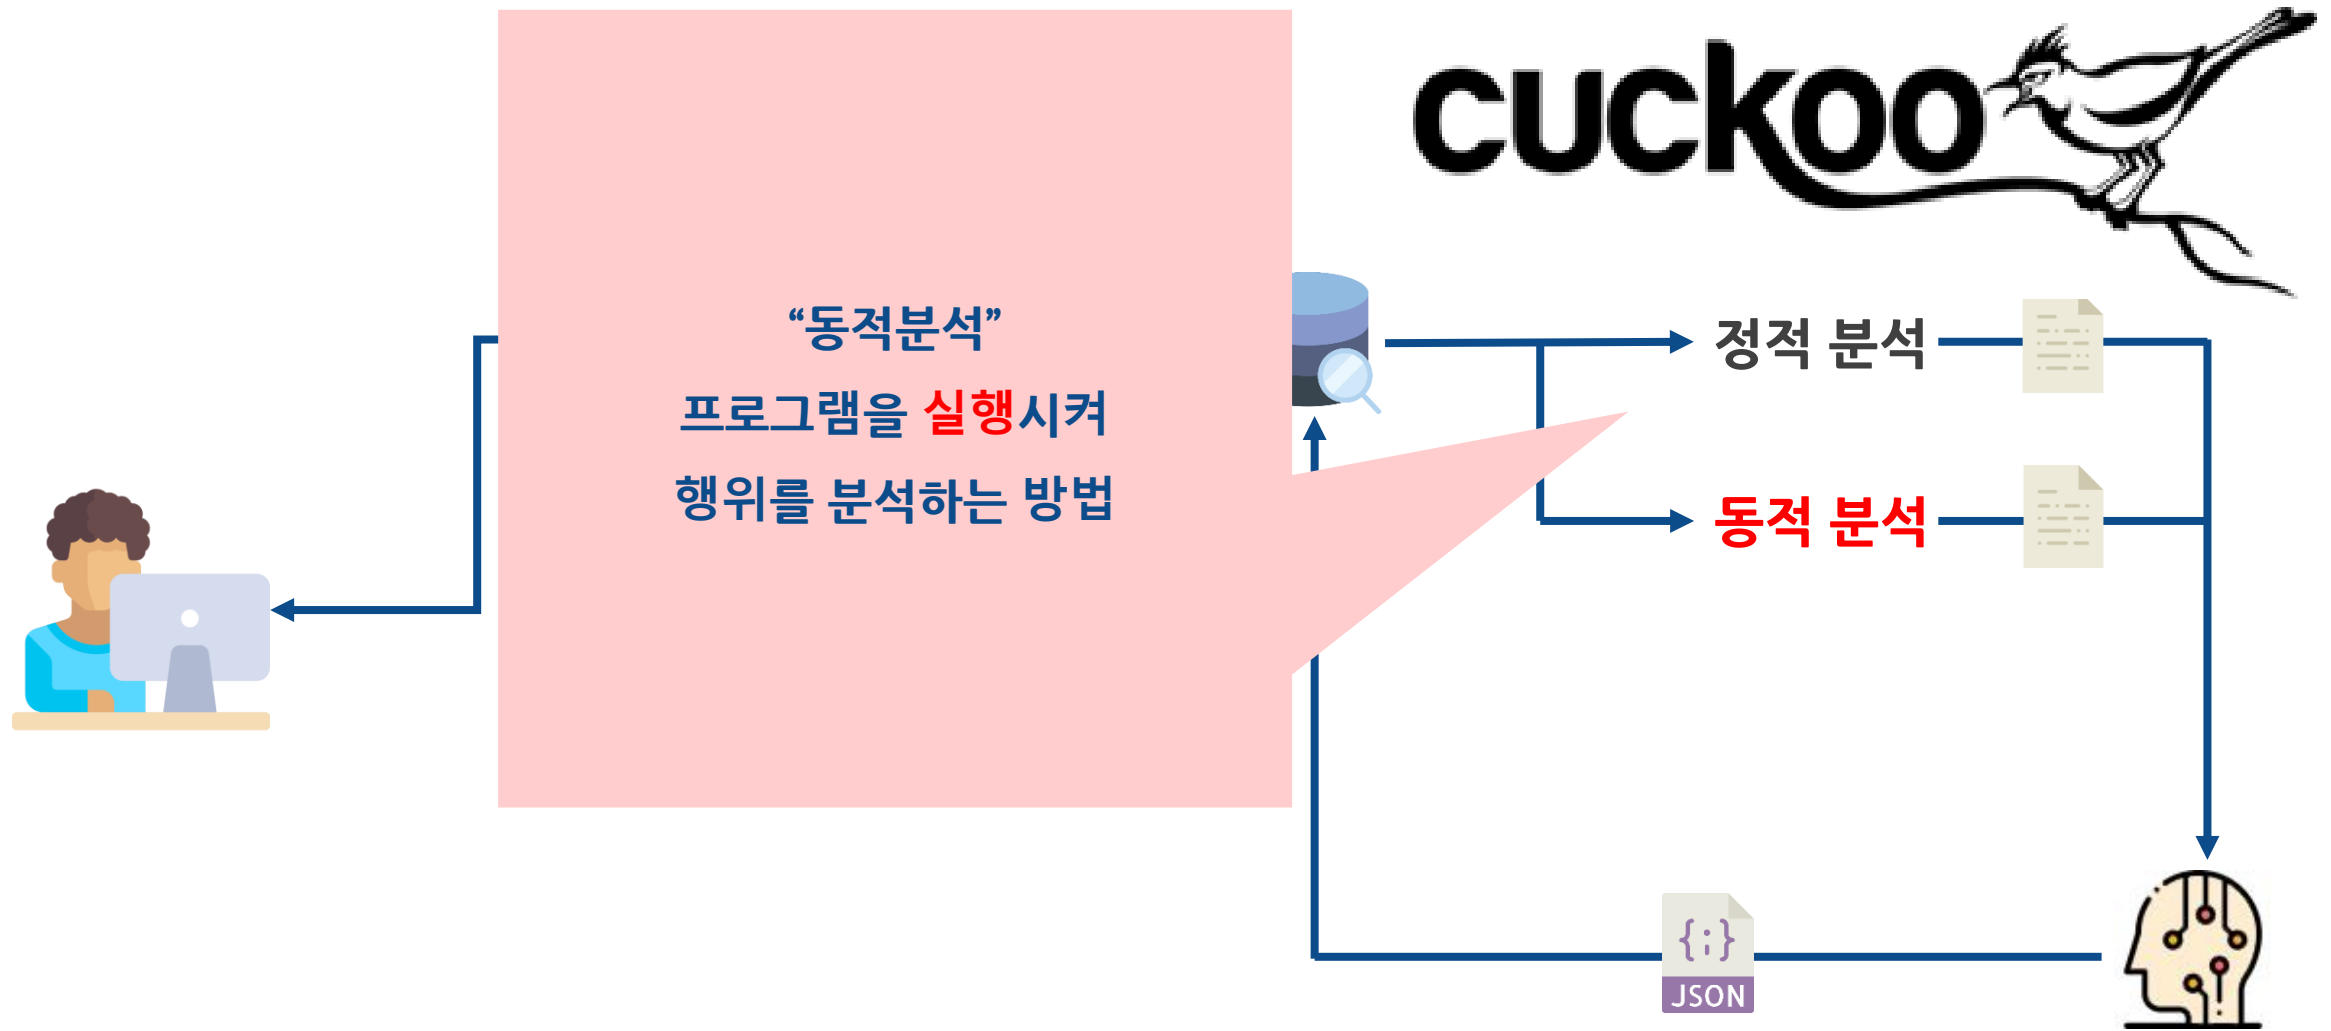 cuckoo
“동적분석”
프로그램을 실행시켜
행위를 분석하는 방법
정적 분석
동적 분석
{;}
JSON